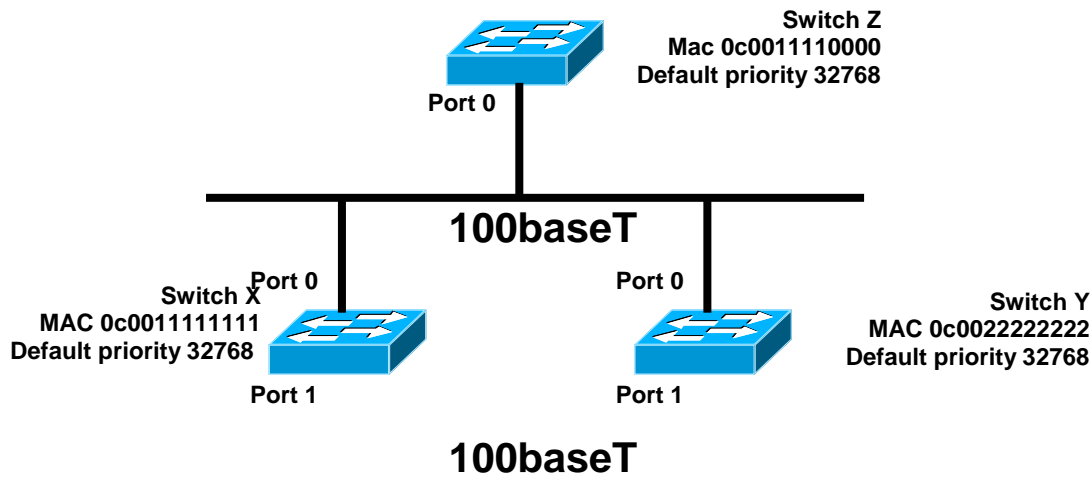 Switch Z
Mac 0c0011110000
Default priority 32768
Port 0
100baseT
Port 0
Switch X
MAC 0c0011111111
Default priority 32768
Port 1
Port 0
Switch Y
MAC 0c0022222222
Default priority 32768
Port 1
100baseT